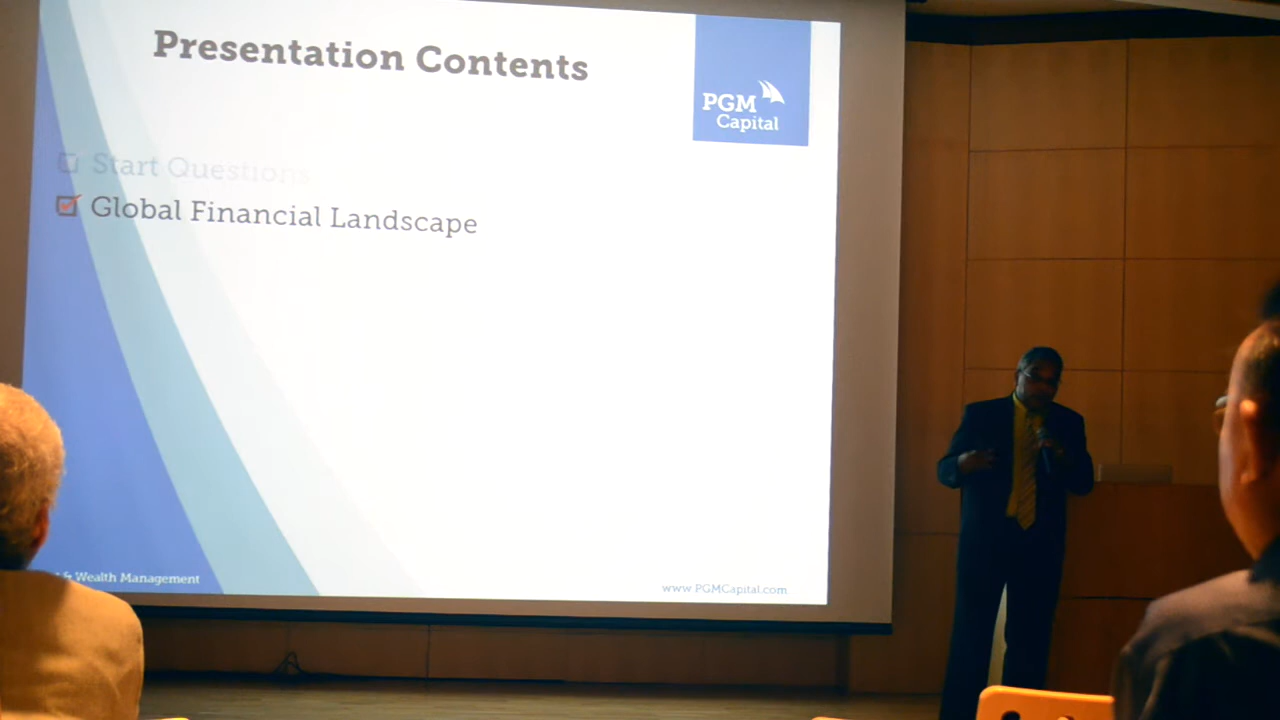 Presentation Contents
PGM
Capital
Start Questions
Global Financial Landscape
& Wealth Management
www.PGMCapital.com